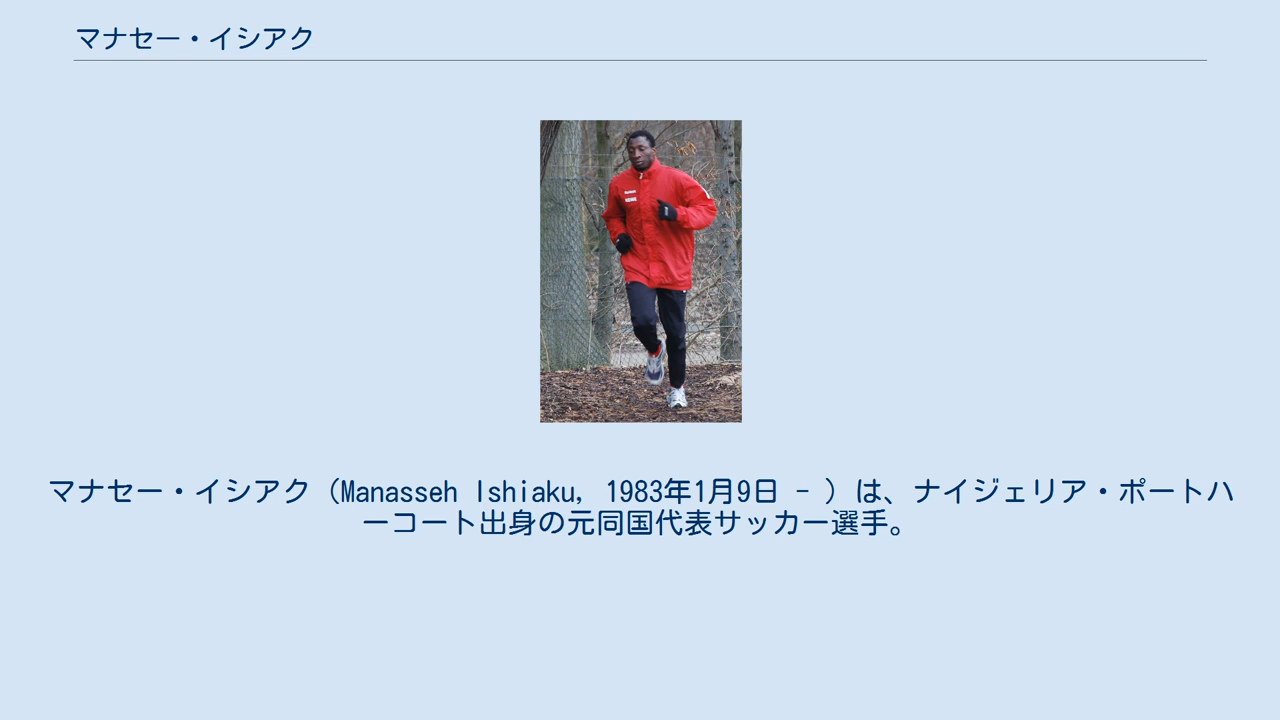 マナセー・イシアク
マナセー・イシアク（Manasseh Ishiaku, 1983年1月9日 - ）は、ナイジェリア・ポートハ
ーコート出身の元同国代表サッカー選手。